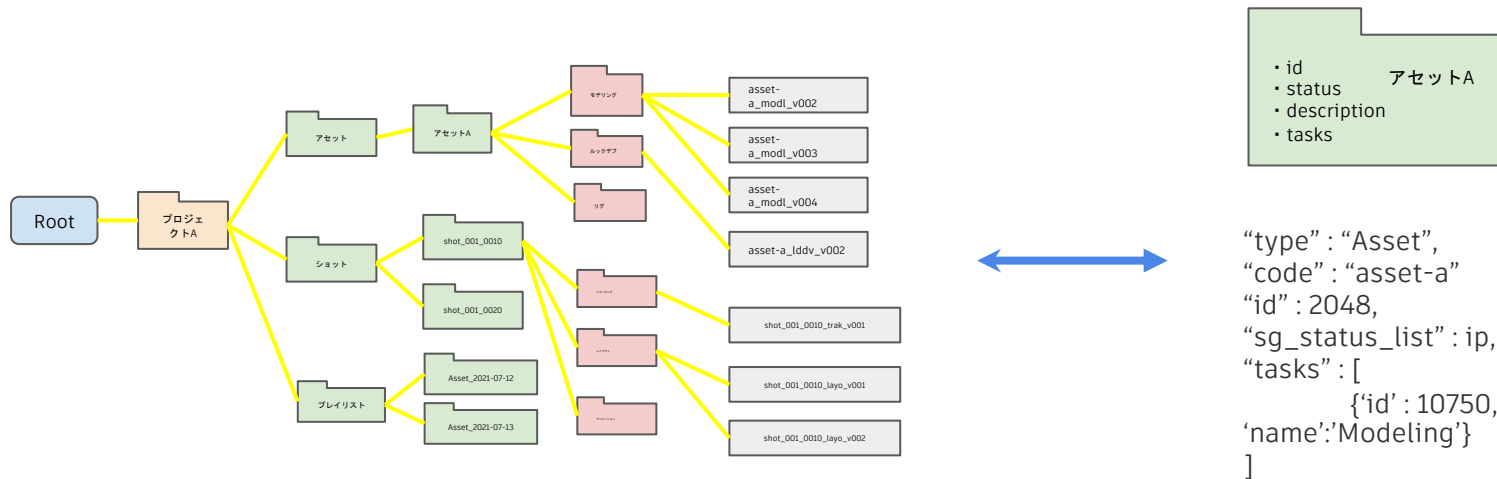 Root
プロジェ
クトA
アセット
ショット
プレイリスト
アセットA
shot_001_0010
shot_001_0020
Asset_2021-07-12
Asset_2021-07-13
モデリング
ルックデブ
リグ
asset-
a_modl_v002
asset-
a_modl_v003
asset-
a_modl_v004
asset-a_lddv_v002
shot_001_0010_trak_v001
shot_001_0010_layo_v001
shot_001_0010_layo_v002
・id
・status
・description
・tasks
アセットA
“type” : “Asset”,
“code” : “asset-a”
“id” : 2048,
“sg_status_list” : ip,
“tasks” : [
{‘id’ : 10750,
‘name’:’Modeling’}
]